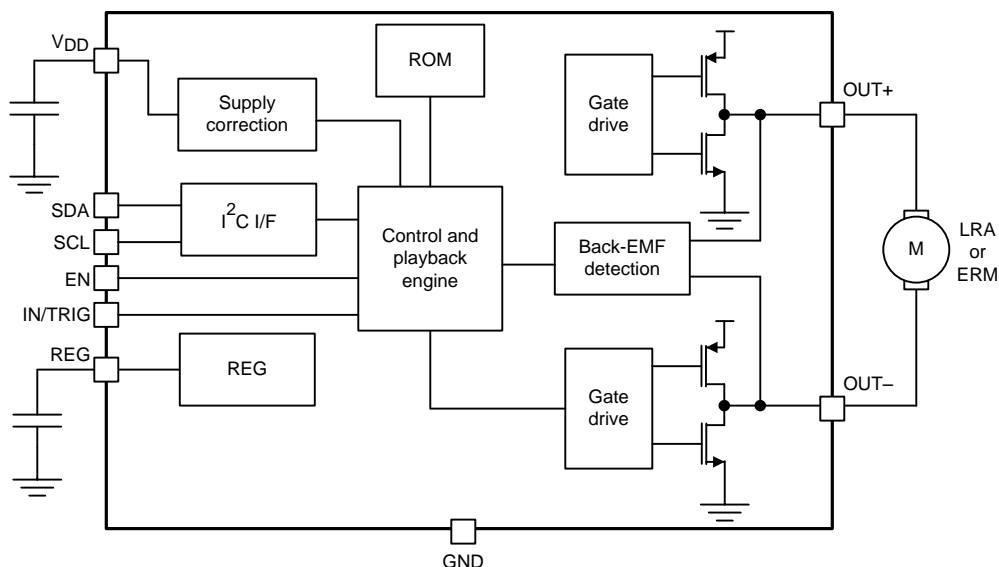 VDD
ROM
Supply
correction
Gate
drive
OUT+
SDA
SCL
I²C I/F
Control and
playback
engine
Back-EMF
detection
M
LRA
or
ERM
EN
IN/TRIG
REG
REG
Gate
drive
OUT–
GND